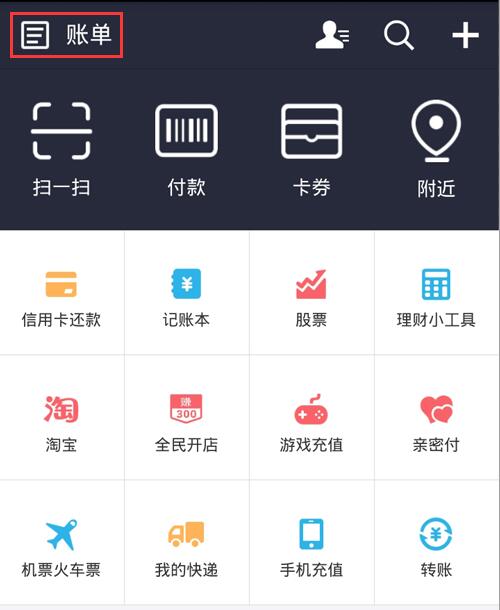 账单
扫一扫 付款 卡券 附近
¥
信用卡还款 记账本 股票 理财小工具
淘 赚
300
淘宝 全民开店 游戏充值 亲密付
¥
机票火车票 我的快递 手机充值 转账